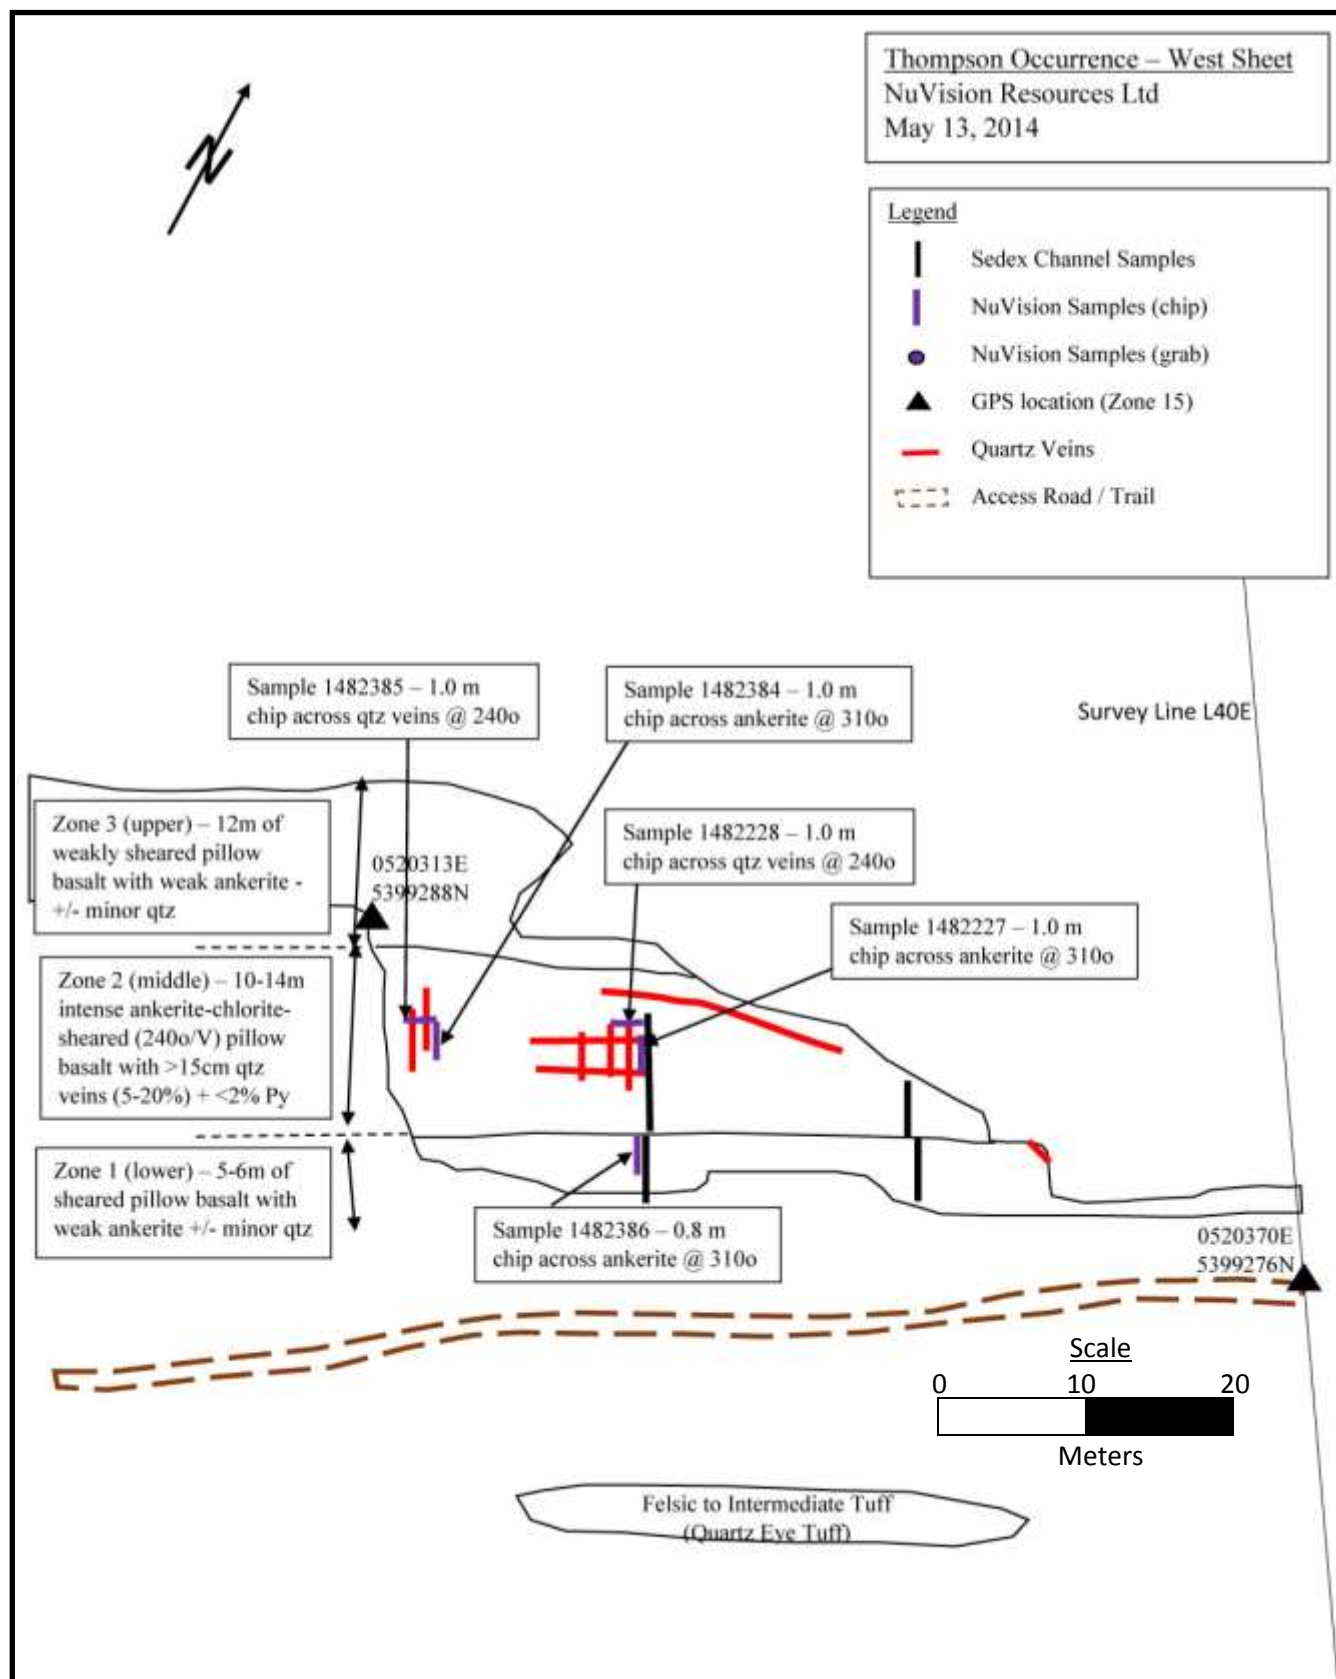 Thompson Occurrence – West Sheet
NuVision Resources Ltd
May 13, 2014
N
Legend
Sedex Channel Samples
NuVision Samples (chip)
NuVision Samples (grab)
GPS location (Zone 15)
Quartz Veins
Access Road / Trail
Survey Line L40E
Sample 1482385 – 1.0 m
chip across qtz veins @ 240o
Sample 1482384 – 1.0 m
chip across ankerite @ 310o
Zone 3 (upper) – 12m of
weakly sheared pillow
basalt with weak ankerite -
+/- minor qtz
0520313E
5399288N
Sample 1482228 – 1.0 m
chip across qtz veins @ 240o
Sample 1482227 – 1.0 m
chip across ankerite @ 310o
Zone 2 (middle) – 10-14m
intense ankerite-chlorite-
sheared (240o/V) pillow
basalt with >15cm qtz
veins (5-20%) + <2% Py
Zone 1 (lower) – 5-6m of
sheared pillow basalt with
weak ankerite +/- minor qtz
Sample 1482386 – 0.8 m
chip across ankerite @ 310o
0520370E
5399276N
Scale
0 10 20
Meters
Felsic to Intermediate Tuff
(Quartz Eye Tuff)